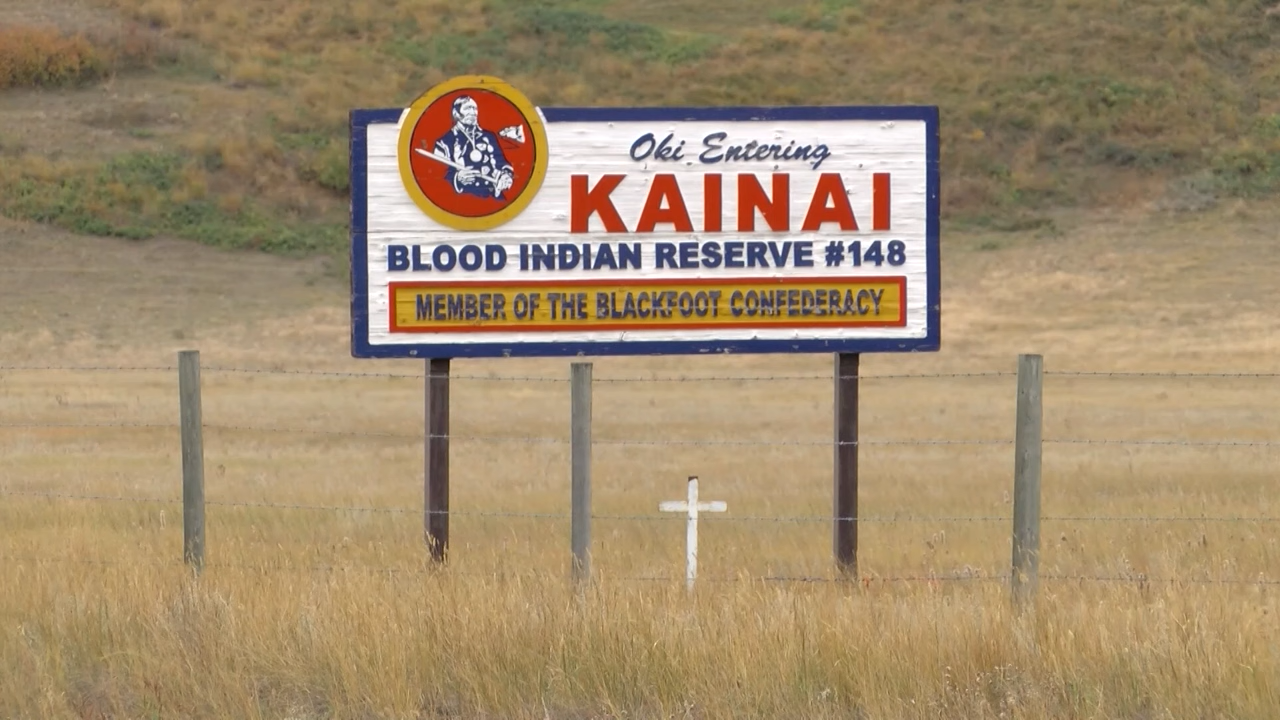 Oki Entering
KAINAI
BLOOD INDIAN RESERVE #148
MEMBER OF THE BLACKFOOT CONFEDERACY